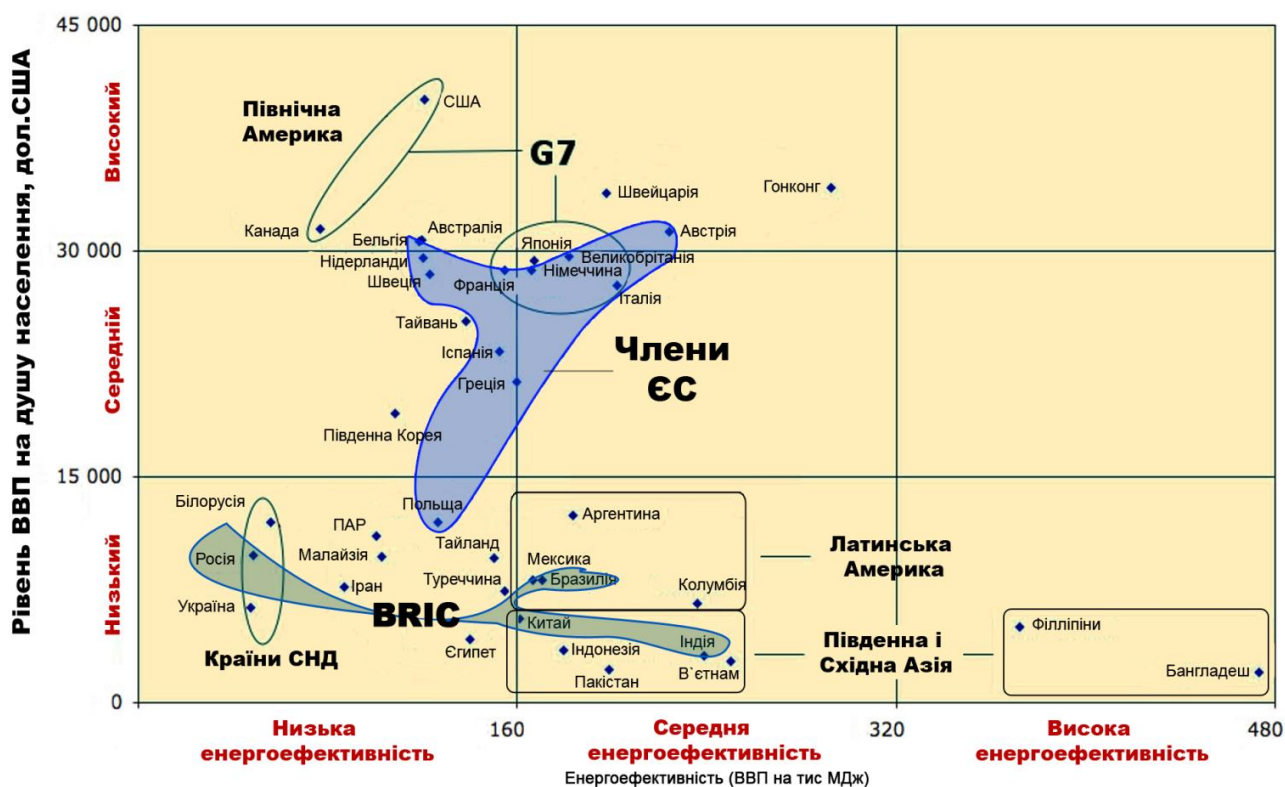 45 000
Рівень ВВП на душу населення, дол.США
Високий
Північна
Америка
США
G7
Швейцарія
Гонконг
Канада
30 000
Австралія
Бельгія
Японія
Австрія
Нідерланди
Великобританія
Швеція
Франція
Німеччина
Італія
Середній
Тайвань
Іспанія
Члени
ЄС
Греція
Південна Корея
15 000
Білорусія
Польща
ПАР
Аргентина
Тайланд
Росія
Малайзія
Мексика
Латинська
Америка
Іран
Туреччина
Бразилія
Колумбія
Низький
Україна
BRIC
Китай
Філліпіни
Країни СНД
Єгипет
Індонезія
Індія
Південна і
Східна Азія
Пакістан
В`єтнам
Бангладеш
0
160
320
480
Низька
енергоефективність
Середня
енергоефективність
Висока
енергоефективність
Енергоефективність (ВВП на тис МДж)